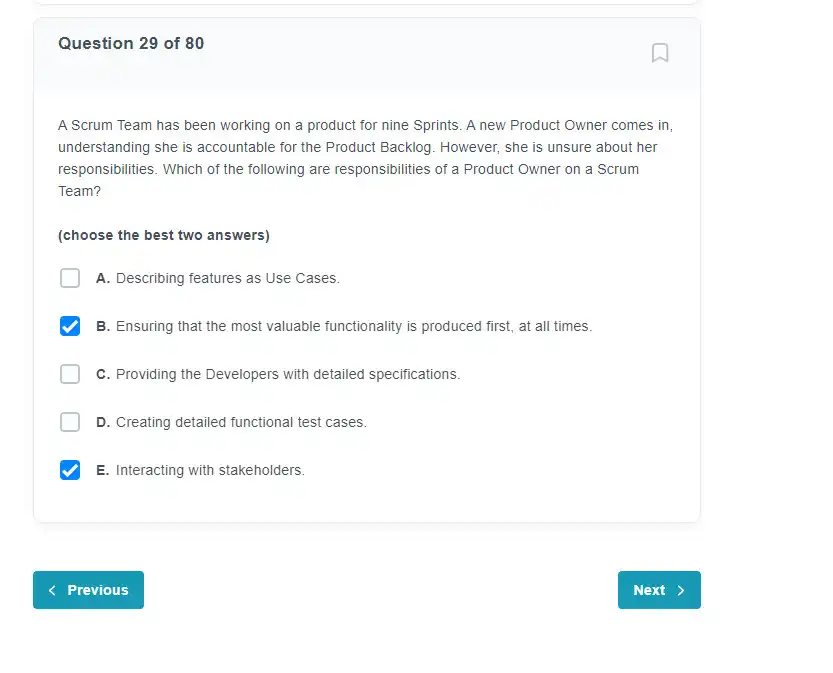 Question 29 of 80
A Scrum Team has been working on a product for nine Sprints. A new Product Owner comes in,
understanding she is accountable for the Product Backlog. However, she is unsure about her
responsibilities. Which of the following are responsibilities of a Product Owner on a Scrum
Team?
(choose the best two answers)
A. Describing features as Use Cases.
B. Ensuring that the most valuable functionality is produced first, at all times.
C. Providing the Developers with detailed specifications.
D. Creating detailed functional test cases.
E. Interacting with stakeholders.
Previous
Next